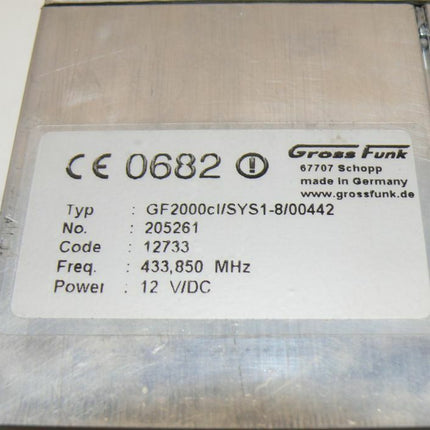 CE 0682
Gross Funk
67707 Schopp
made in Germany
www.grossfunk.de
Typ : GF2000cl/SYS1-8/00442
No. : 205261
Code : 12733
Freq. : 433,850 MHz
Power : 12 V/DC